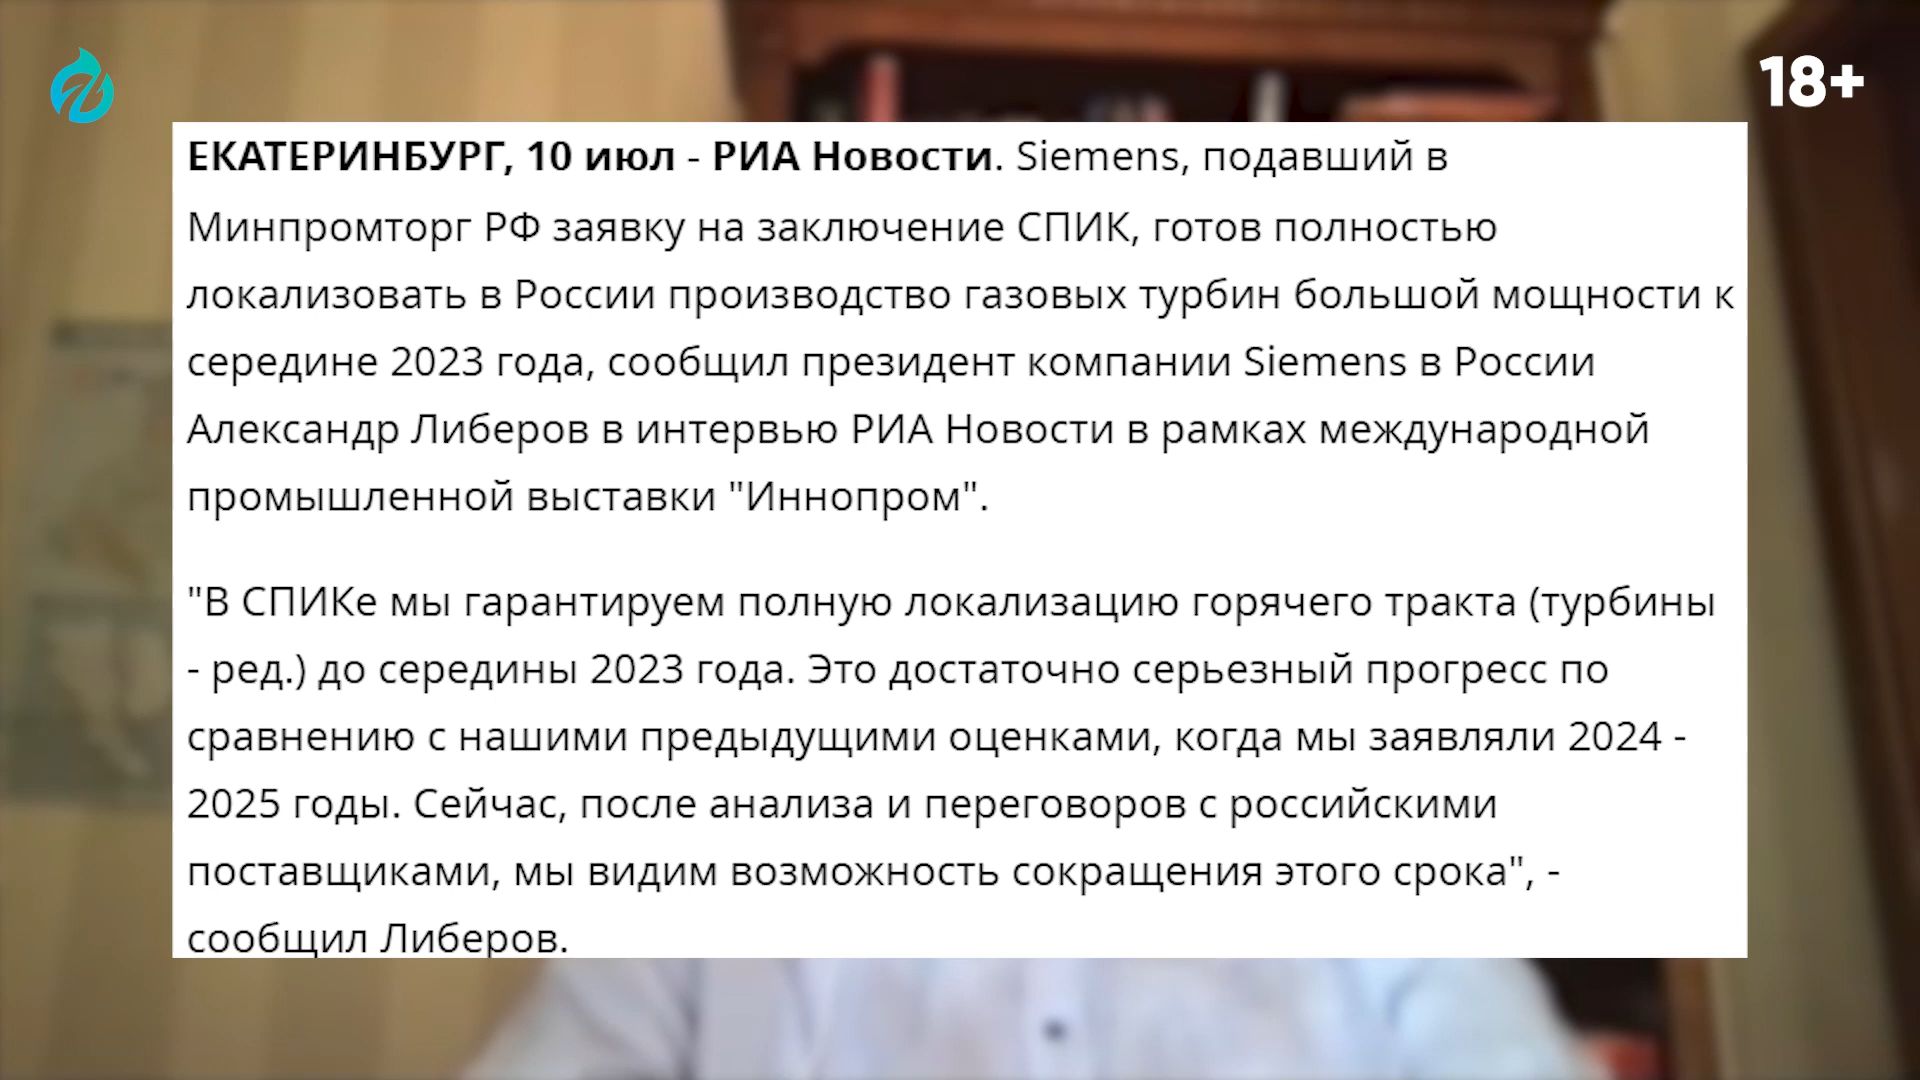 18+
ЕКАТЕРИНБУРГ, 10 июл - РИА Новости. Siemens, подавший в
Минпромторг РФ заявку на заключение СПИК, готов полностью
локализовать в России производство газовых турбин большой мощности к
середине 2023 года, сообщил президент компании Siemens в России
Александр Либеров в интервью РИА Новости в рамках международной
промышленной выставки "Иннопром".
"В СПИКе мы гарантируем полную локализацию горячего тракта (турбины
- ред.) до середины 2023 года. Это достаточно серьезный прогресс по
сравнению с нашими предыдущими оценками, когда мы заявляли 2024 -
2025 годы. Сейчас, после анализа и переговоров с российскими
поставщиками, мы видим возможность сокращения этого срока", -
сообщил Либеров.